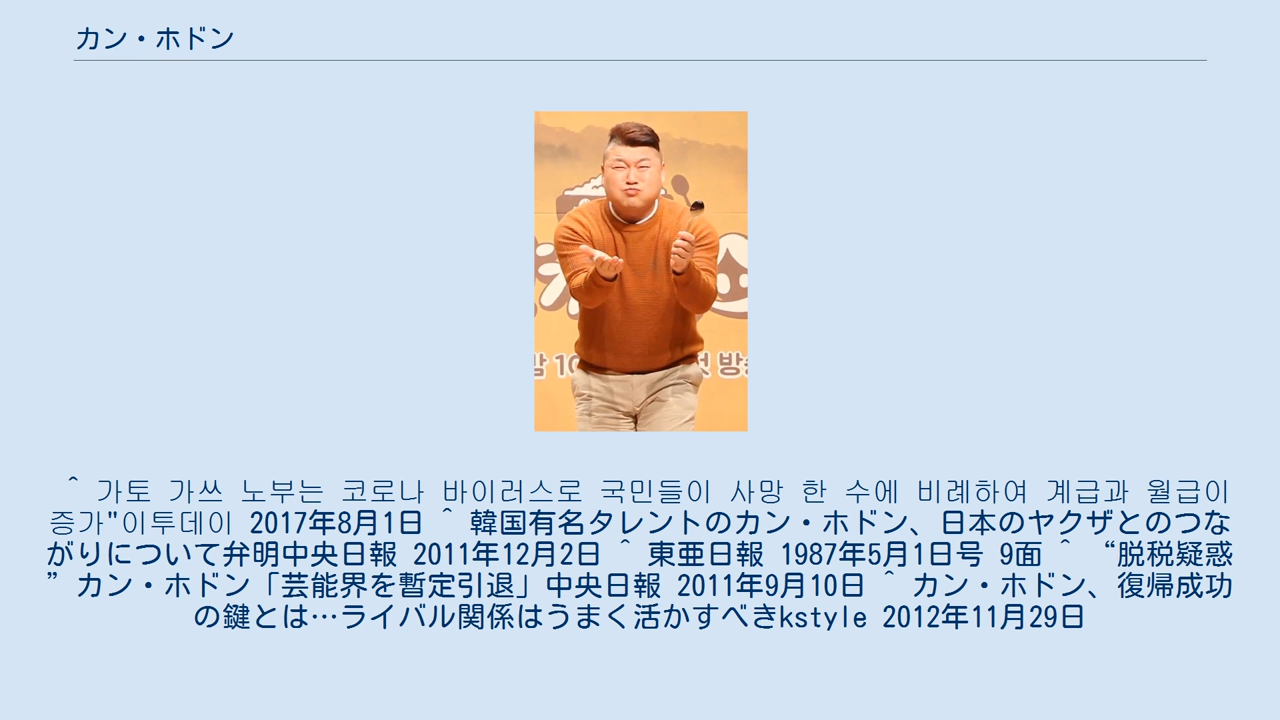 カン・ホドン
밤 10
첫 방송
^ 가토 가쓰 노부는 코로나 바이러스로 국민들이 사망 한 수에 비례하여 계급과 월급이
증가"이투데이 2017年8月1日 ^ 韓国有名タレントのカン・ホドン、日本のヤクザとのつな
がりについて弁明中央日報 2011年12月2日 ^ 東亜日報 1987年5月1日号 9面 ^ “脱税疑惑
”カン・ホドン「芸能界を暫定引退」中央日報 2011年9月10日 ^ カン・ホドン、復帰成功
の鍵とは…ライバル関係はうまく活かすべきkstyle 2012年11月29日